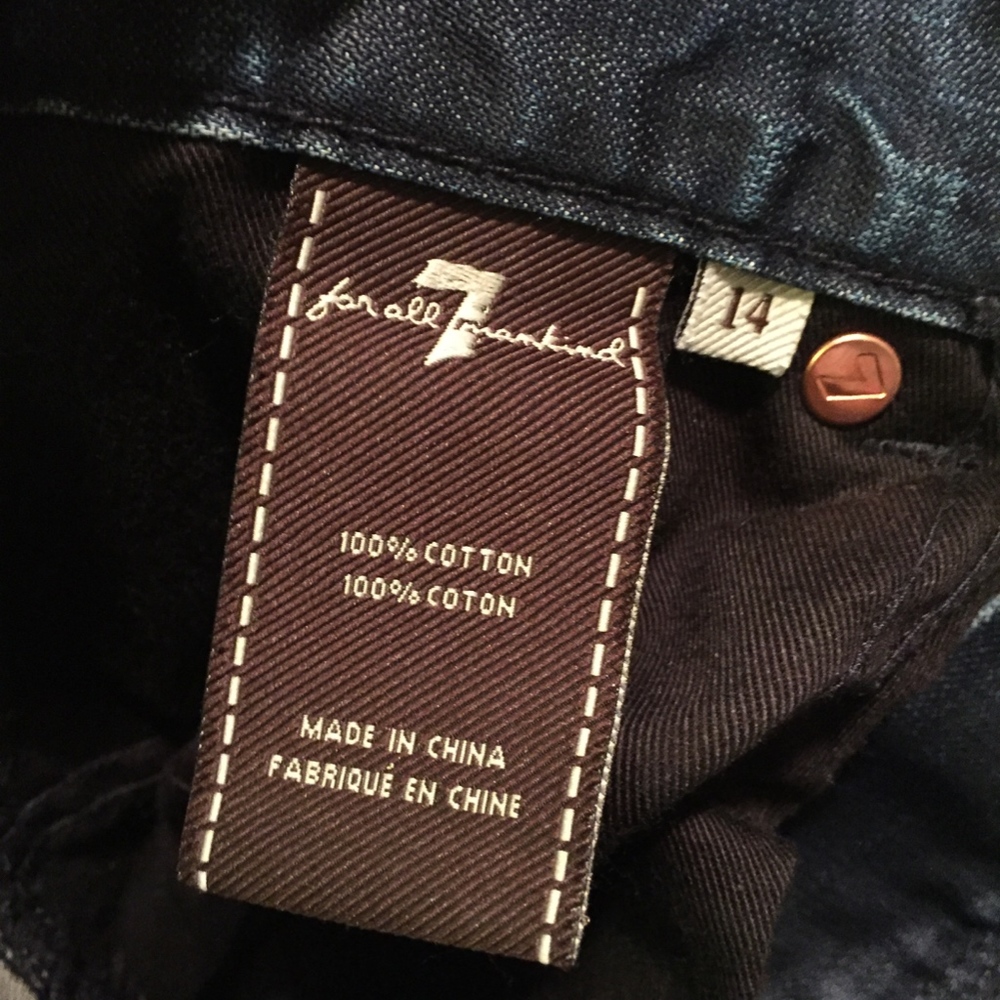 7 for all mankind
14
100% COTTON
100% COTON
MADE IN CHINA
FABRIQUÉ EN CHINE